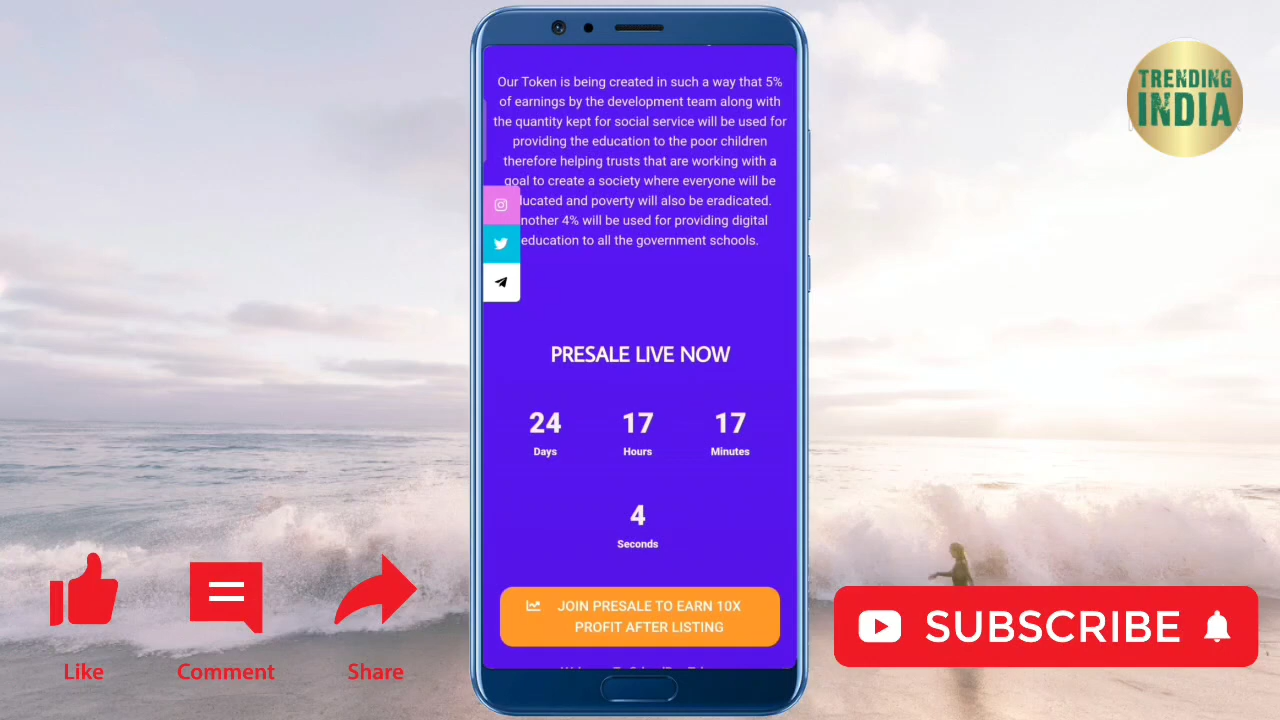 Our Token is being created in such a way that 5%
of earnings by the development team along with
the quantity kept for social service will be used for
providing the education to the poor children
therefore helping trusts that are working with a
goal to create a society where everyone will be
ducated and poverty will also be eradicated.
nother 4% will be used for providing digital
education to all the government schools.
PRESALE LIVE NOW
24 17 17
Days Hours Minutes
4
Seconds
JOIN PRESALE TO EARN 10X
PROFIT AFTER LISTING
TRENDING
INDIA
Like Comment Share
SUBSCRIBE